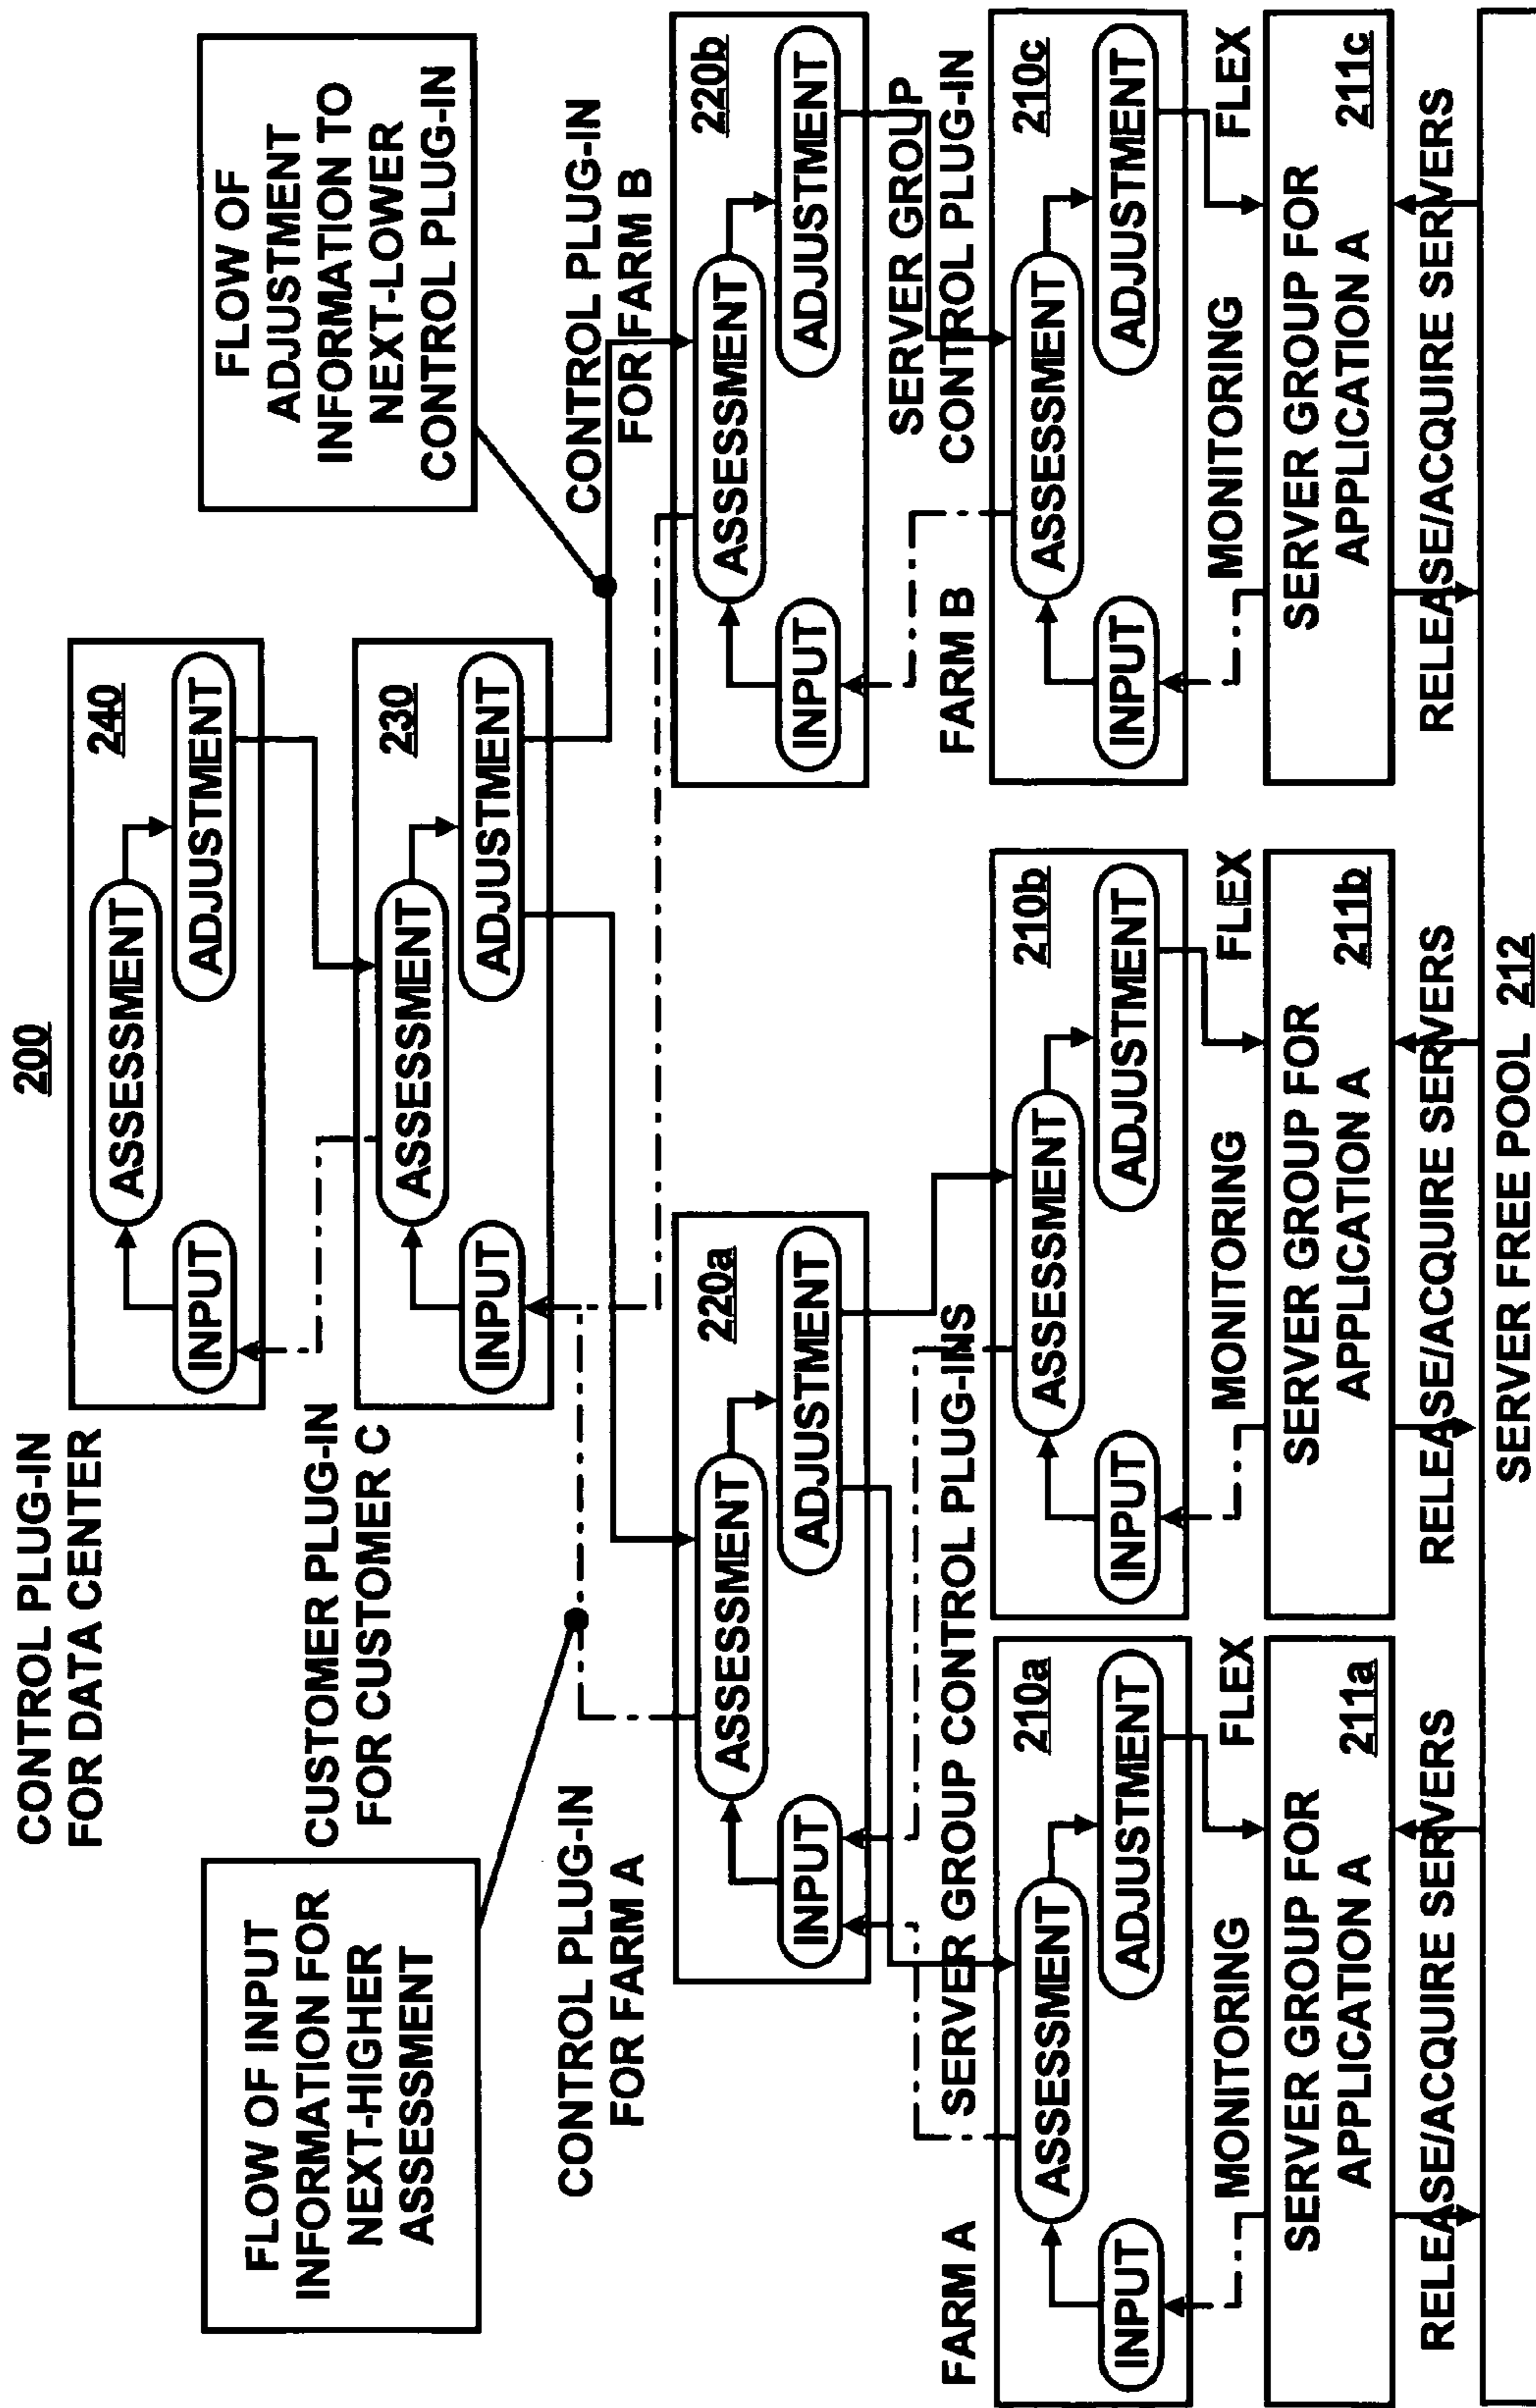 200
CONTROL PLUG-IN
FOR DATA CENTER
240
INPUT
ASSESSMENT
ADJUSTMENT
FLOW OF INPUT
INFORMATION FOR
NEXT-HIGHER
ASSESSMENT
FLOW OF
ADJUSTMENT
INFORMATION TO
NEXT-LOWER
CONTROL PLUG-IN
CUSTOMER PLUG-IN
FOR CUSTOMER C
230
INPUT
ASSESSMENT
ADJUSTMENT
CONTROL PLUG-IN
FOR FARM A
220a
INPUT
ASSESSMENT
ADJUSTMENT
CONTROL PLUG-IN
FOR FARM B
220b
INPUT
ASSESSMENT
ADJUSTMENT
FARM A
SERVER GROUP CONTROL PLUG-INS
FARM B
SERVER GROUP
CONTROL PLUG-IN
210a
INPUT
ASSESSMENT
ADJUSTMENT
210b
INPUT
ASSESSMENT
ADJUSTMENT
210c
INPUT
ASSESSMENT
ADJUSTMENT
MONITORING
FLEX
MONITORING
FLEX
MONITORING
FLEX
SERVER GROUP FOR
APPLICATION A
211a
SERVER GROUP FOR
APPLICATION A
211b
SERVER GROUP FOR
APPLICATION A
211c
RELEASE/ACQUIRE SERVERS
RELEASE/ACQUIRE SERVERS
RELEASE/ACQUIRE SERVERS
SERVER FREE POOL 212